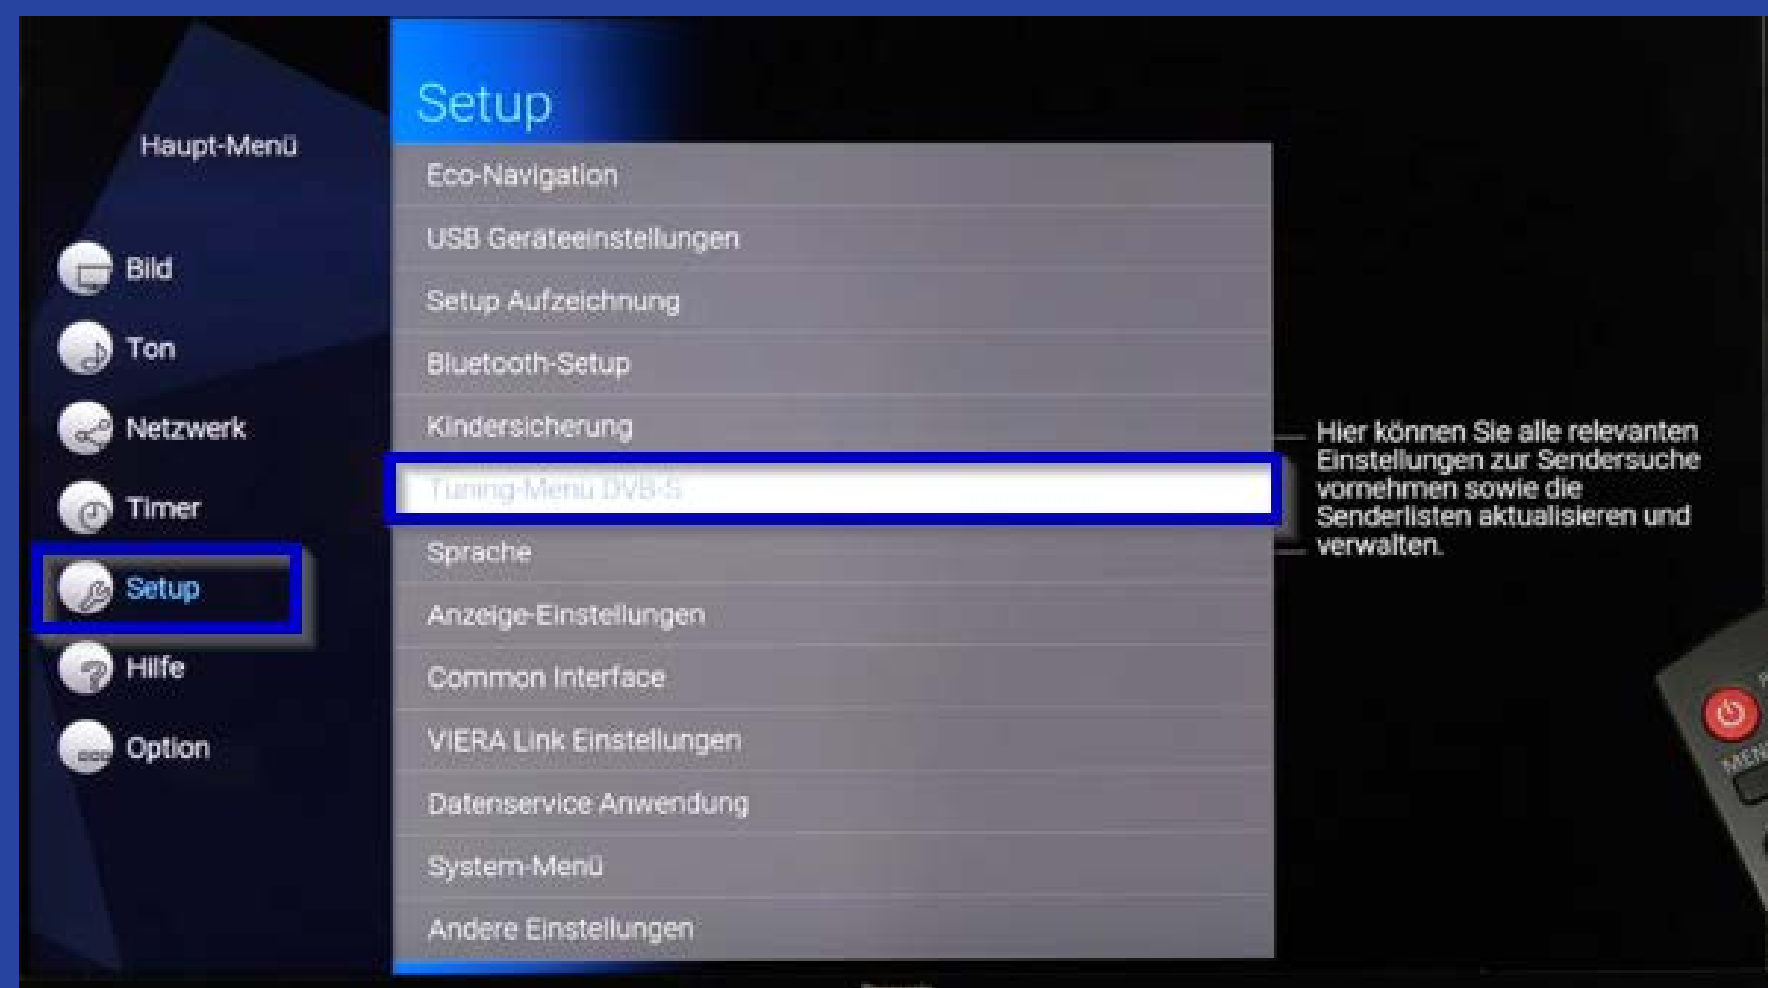 Setup
Haupt-Menü
Bild
Ton
Netzwerk
Timer
Setup
Hilfe
Option
Eco-Navigation
USB Geräteeinstellungen
Setup Aufzeichnung
Bluetooth-Setup
Kindersicherung
Tuning-Menü DVB-S
Sprache
Anzeige-Einstellungen
Common Interface
VIERA Link Einstellungen
Datenservice Anwendung
System-Menü
Andere Einstellungen
Hier können Sie alle relevanten
Einstellungen zur Sendersuche
vornehmen sowie die
Senderlisten aktualisieren und
verwalten.